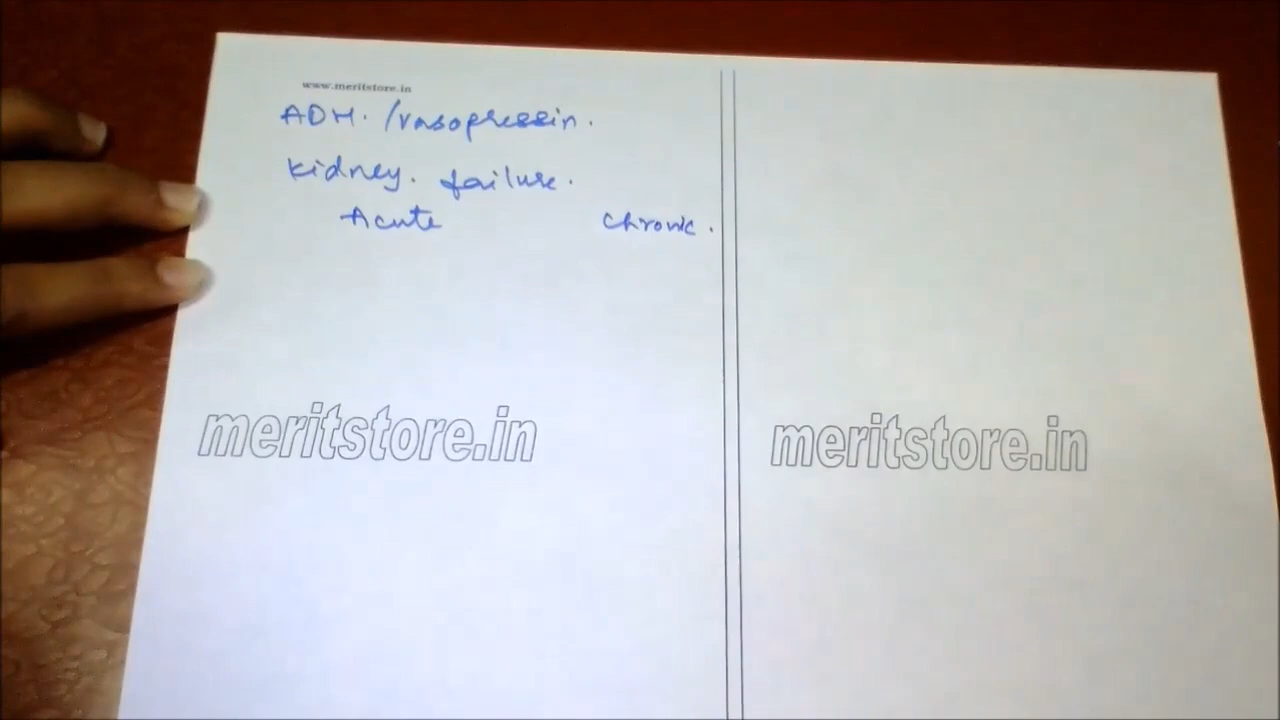 www.meritstore.in
ADH. /vasopressin.
kidney. failure.
Acute chronic.
meritstore.in meritstore.in